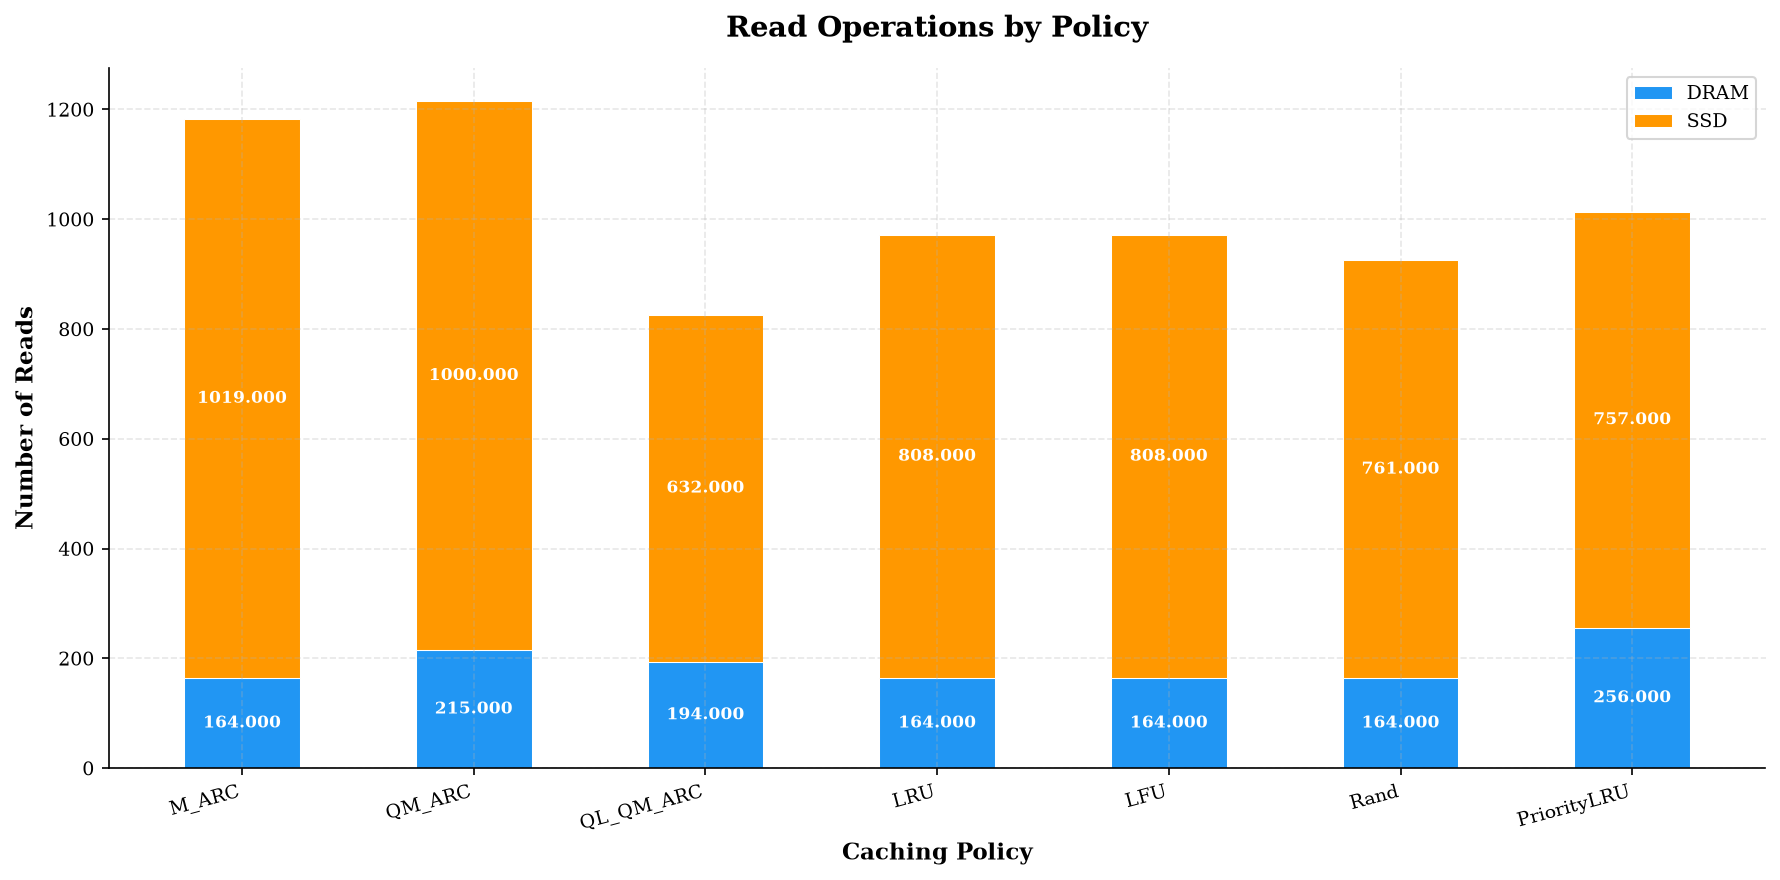 Read Operations by Policy
Number of Reads
1200
1000
800
600
400
200
0
DRAM
SSD
1019.000
1000.000
632.000
808.000
808.000
761.000
757.000
164.000
215.000
194.000
164.000
164.000
164.000
256.000
M_ARC
QM_ARC
QL_QM_ARC
LRU
LFU
Rand
PriorityLRU
Caching Policy